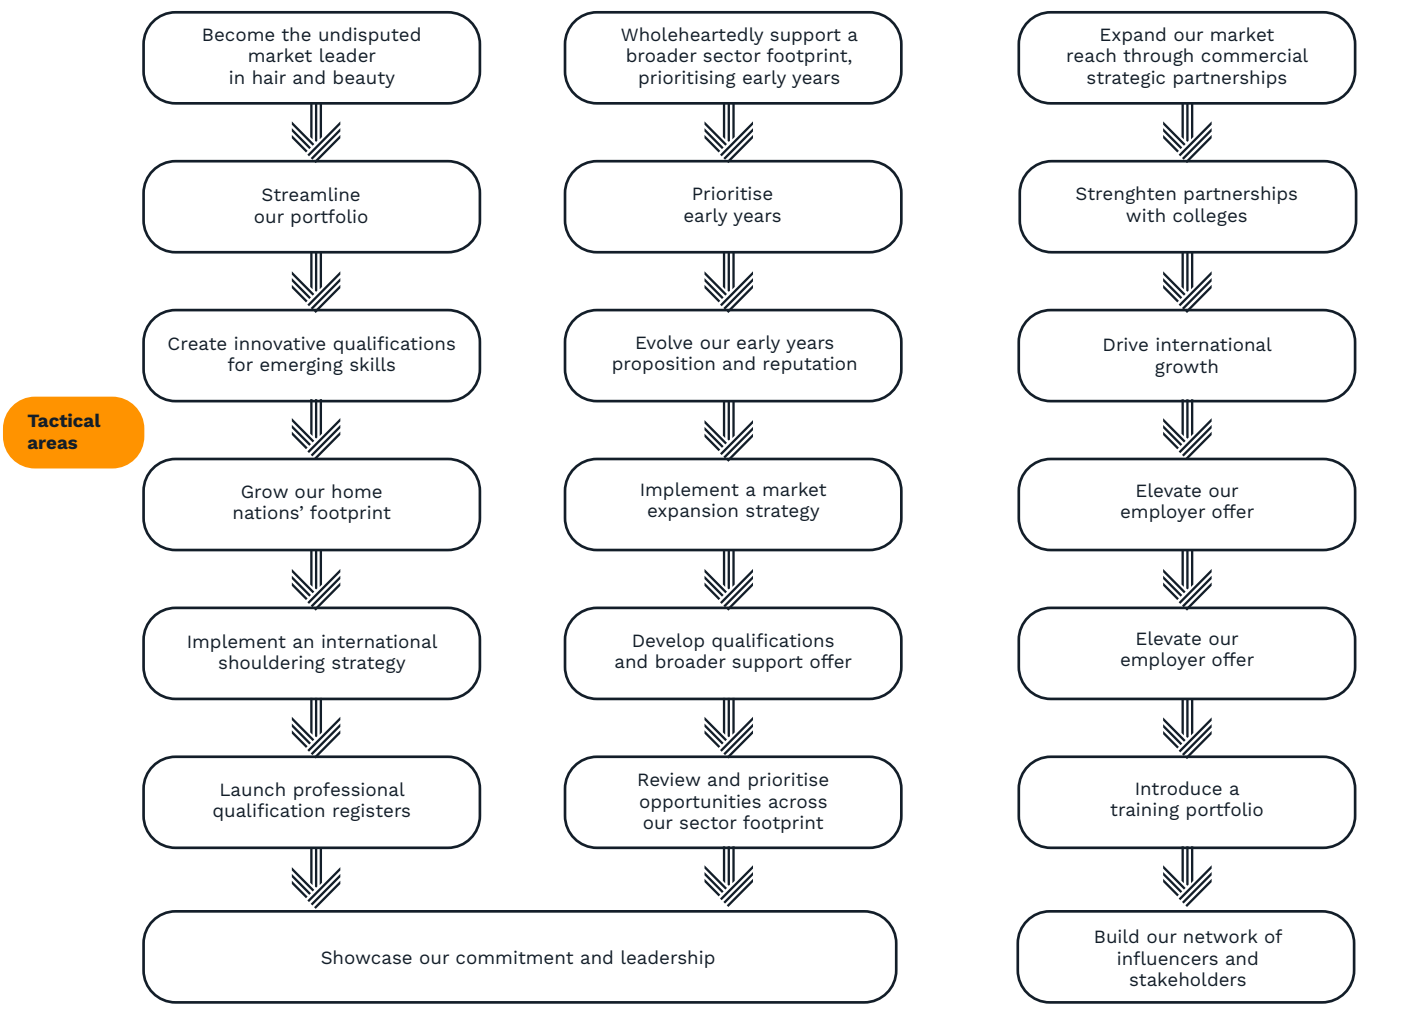 Become the undisputed
market leader
in hair and beauty
Streamline
our portfolio
Create innovative qualifications
for emerging skills
Tactical
areas
Grow our home
nations’ footprint
Implement an international
shouldering strategy
Launch professional
qualification registers
Wholeheartedly support a
broader sector footprint,
prioritising early years
Prioritise
early years
Evolve our early years
proposition and reputation
Implement a market
expansion strategy
Develop qualifications
and broader support offer
Review and prioritise
opportunities across
our sector footprint
Showcase our commitment and leadership
Expand our market
reach through commercial
strategic partnerships
Strenghten partnerships
with colleges
Drive international
growth
Elevate our
employer offer
Elevate our
employer offer
Introduce a
training portfolio
Build our network of
influencers and
stakeholders